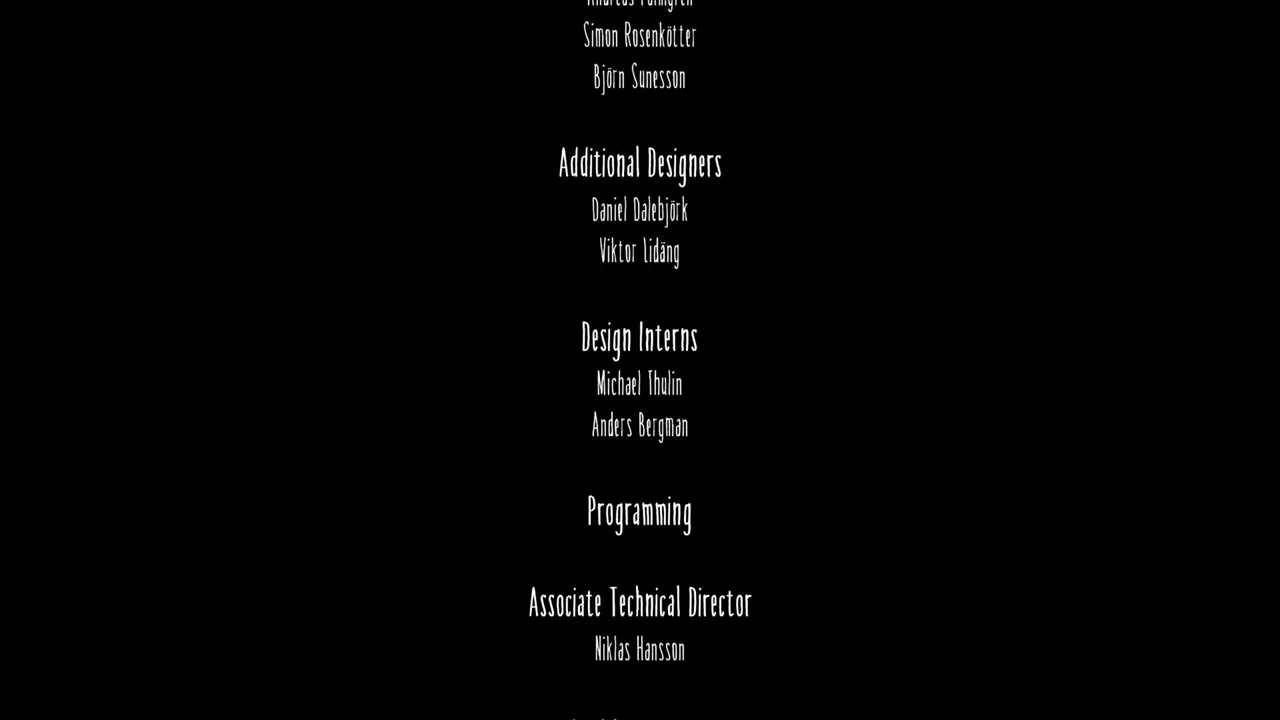 Simon Rosenkötter
Björn Sunesson
Additional Designers
Daniel Dalebjörk
Viktor Lidäng
Design Interns
Michael Thulin
Anders Bergman
Programming
Associate Technical Director
Niklas Hansson